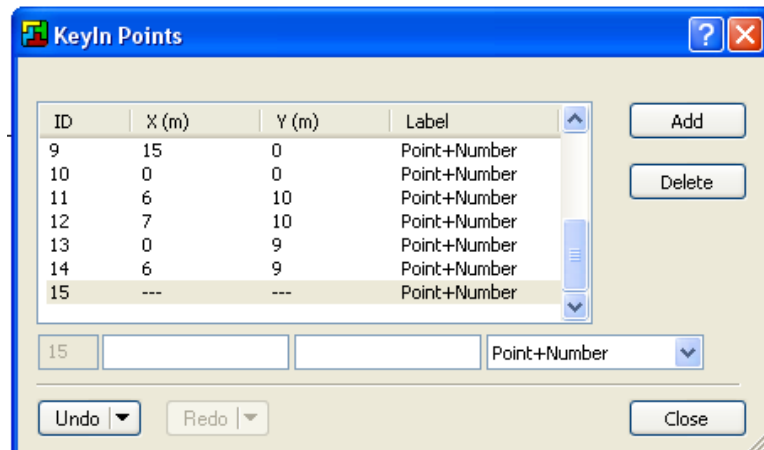 KeyIn Points
ID X (m) Y (m) Label
9 15 0 Point+Number
10 0 0 Point+Number
11 6 10 Point+Number
12 7 10 Point+Number
13 0 9 Point+Number
14 6 9 Point+Number
15 --- --- Point+Number
Add
Delete
15 Point+Number
Undo Redo Close